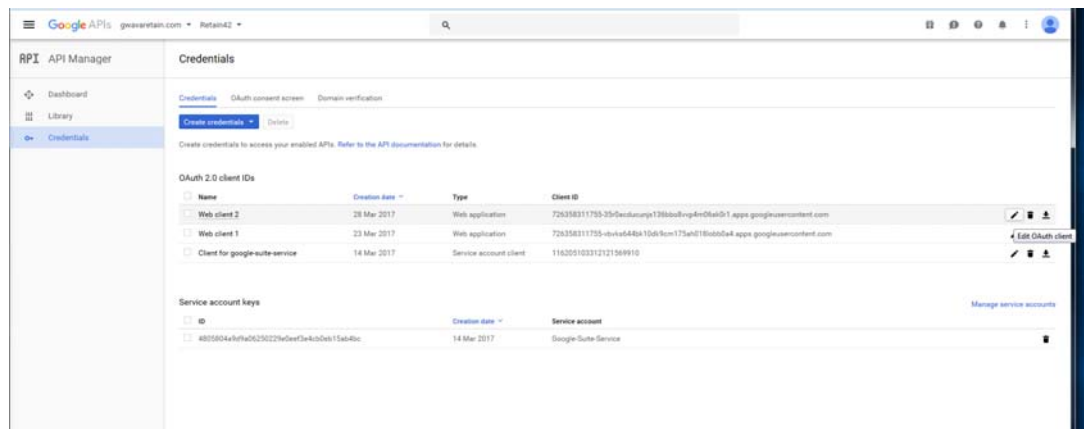 Google APIs gwavaretain.com Retain42
API API Manager
Credentials
Dashboard
Library
Credentials
Credentials OAuth consent screen Domain verification
Create credentials Delete
Create credentials to access your enabled APIs. Refer to the API documentation for details.
OAuth 2.0 client IDs
Name Creation date Type Client ID
Web client 2 28 Mar 2017 Web application
Web client 1 23 Mar 2017 Web application
Edit OAuth client
Client for google-suite-service 14 Mar 2017 Service account client 116205103312121569910
Service account keys Manage service accounts
ID Creation date Service account
14 Mar 2017 Google-Suite-Service